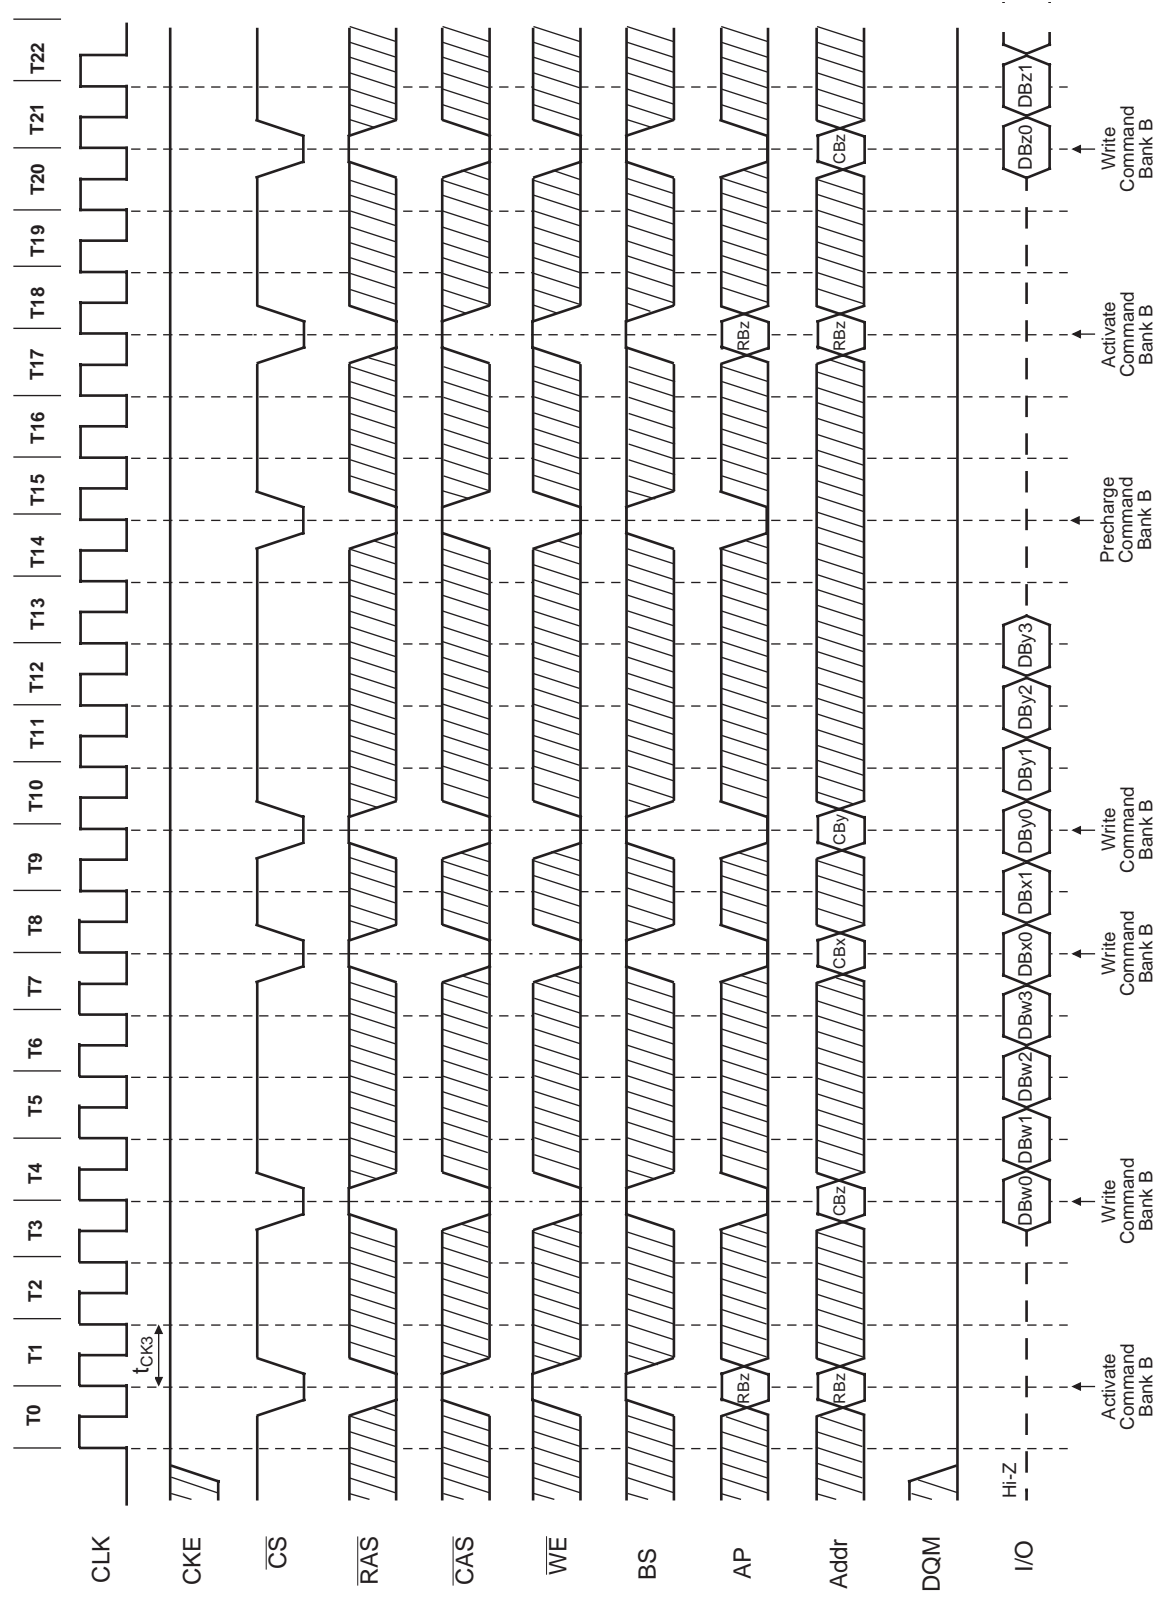 T0 T1 T2 T3 T4 T5 T6 T7 T8 T9 T10 T11 T12 T13 T14 T15 T16 T17 T18 T19 T20 T21 T22
CLK
tCK3
CKE
CS
RAS
CAS
WE
BS
AP
RBz RBz
Addr
RBz CBz CBx CBy RBz CBz
DQM
I/O
Hi-Z
DBw0 DBw1 DBw2 DBw3 DBx0 DBx1 DBy0 DBy1 DBy2 DBy3 DBz0 DBz1
Activate
Command
Bank B
Write
Command
Bank B
Write
Command
Bank B
Write
Command
Bank B
Precharge
Command
Bank B
Activate
Command
Bank B
Write
Command
Bank B